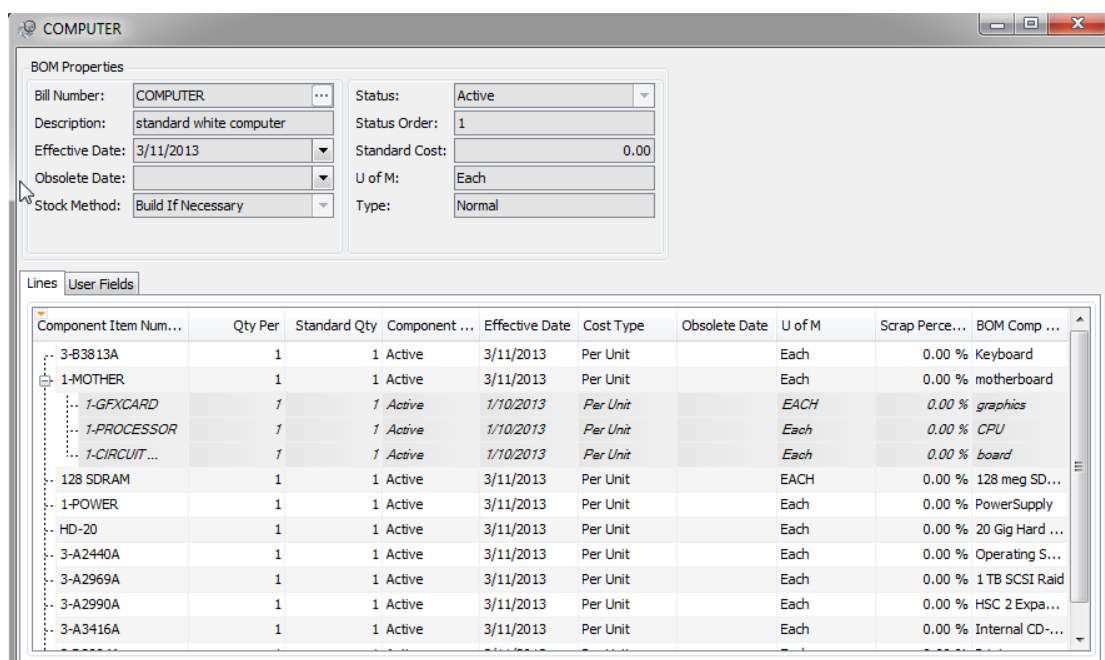 COMPUTER
BOM Properties
Bill Number: COMPUTER ... Status: Active
Description: standard white computer Status Order: 1
Effective Date: 3/11/2013 Standard Cost: 0.00
Obsolete Date: U of M: Each
Stock Method: Build If Necessary Type: Normal
Lines User Fields
Component Item Num... Qty Per Standard Qty Component ... Effective Date Cost Type Obsolete Date U of M Scrap Perce... BOM Comp ...
3-B3813A 1 1 Active 3/11/2013 Per Unit Each 0.00 % Keyboard
1-MOTHER 1 1 Active 3/11/2013 Per Unit Each 0.00 % motherboard
1-GFXCARD 1 1 Active 1/10/2013 Per Unit EACH 0.00 % graphics
1-PROCESSOR 1 1 Active 1/10/2013 Per Unit Each 0.00 % CPU
1-CIRCUIT ... 1 1 Active 1/10/2013 Per Unit Each 0.00 % board
128 SDRAM 1 1 Active 3/11/2013 Per Unit EACH 0.00 % 128 meg SD...
1-POWER 1 1 Active 3/11/2013 Per Unit Each 0.00 % PowerSupply
HD-20 1 1 Active 3/11/2013 Per Unit Each 0.00 % 20 Gig Hard ...
3-A2440A 1 1 Active 3/11/2013 Per Unit Each 0.00 % Operating S...
3-A2969A 1 1 Active 3/11/2013 Per Unit Each 0.00 % 1 TB SCSI Raid
3-A2990A 1 1 Active 3/11/2013 Per Unit Each 0.00 % HSC 2 Expa...
3-A3416A 1 1 Active 3/11/2013 Per Unit Each 0.00 % Internal CD-...